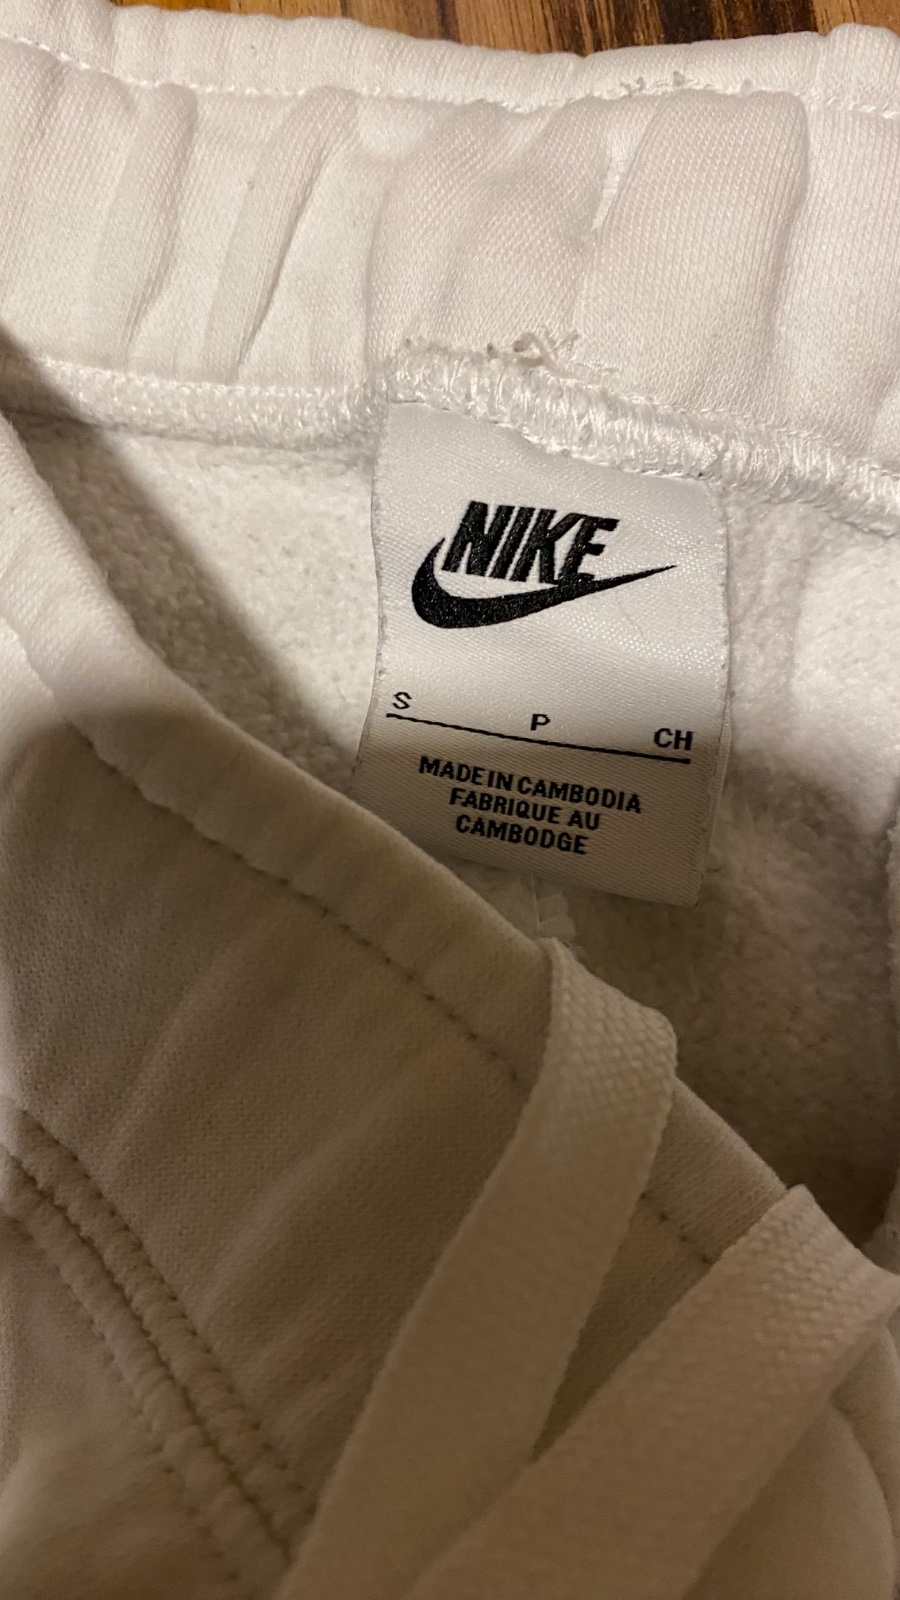 NIKE
S P CH
MADE IN CAMBODIA
FABRIQUE AU
CAMBODGE